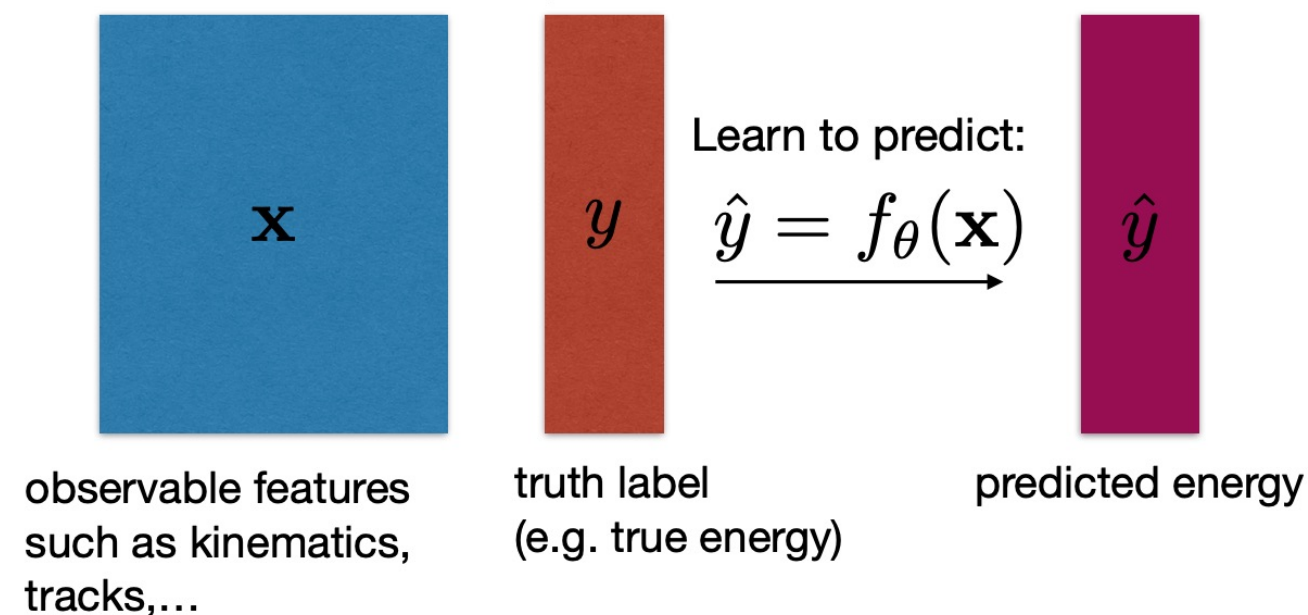 x
y
Learn to predict:
ŷ = f_θ(x)
ŷ
observable features
such as kinematics,
tracks,…
truth label
(e.g. true energy)
predicted energy